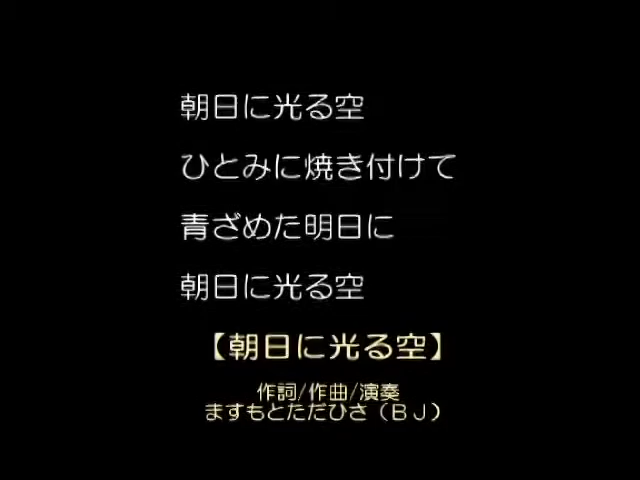 朝日に光る空
ひとみに焼き付けて
青ざめた明日に
朝日に光る空
【朝日に光る空】
作詞/作曲/演奏
ますもとただひさ（ＢＪ）